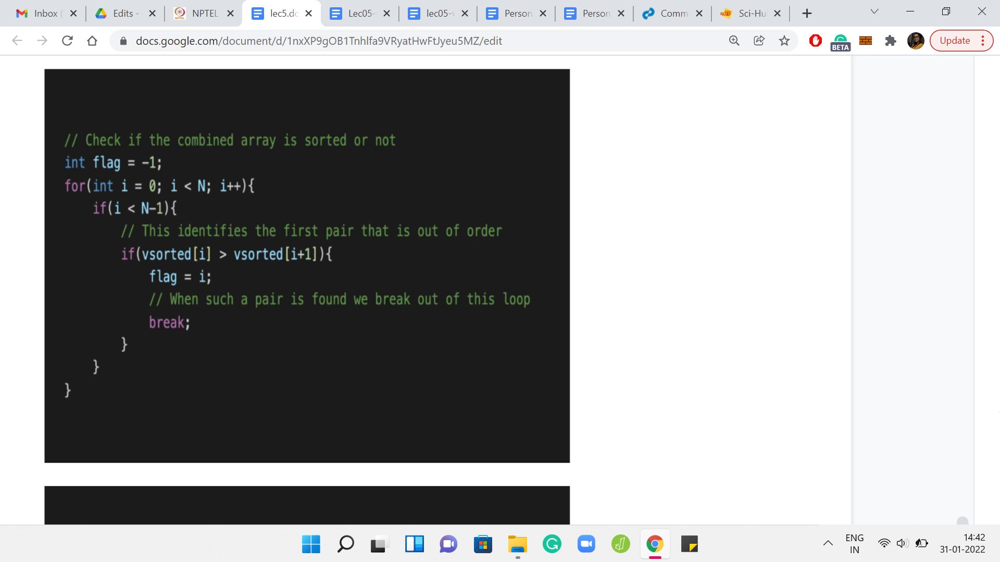 Inbox (
Edits -
NPTEL
lec5.dc
Lec05-
lec05-v
Person
Person
Comm
Sci-Hu
docs.google.com/document/d/1nxXP9gOB1Tnhlfa9VRyatHwFtJyeu5MZ/edit
BETA
Update
// Check if the combined array is sorted or not
int flag = -1;
for(int i = 0; i < N; i++){
if(i < N-1){
// This identifies the first pair that is out of order
if(vsorted[i] > vsorted[i+1]){
flag = i;
// When such a pair is found we break out of this loop
break;
}
}
}
ENG
IN
14:42
31-01-2022